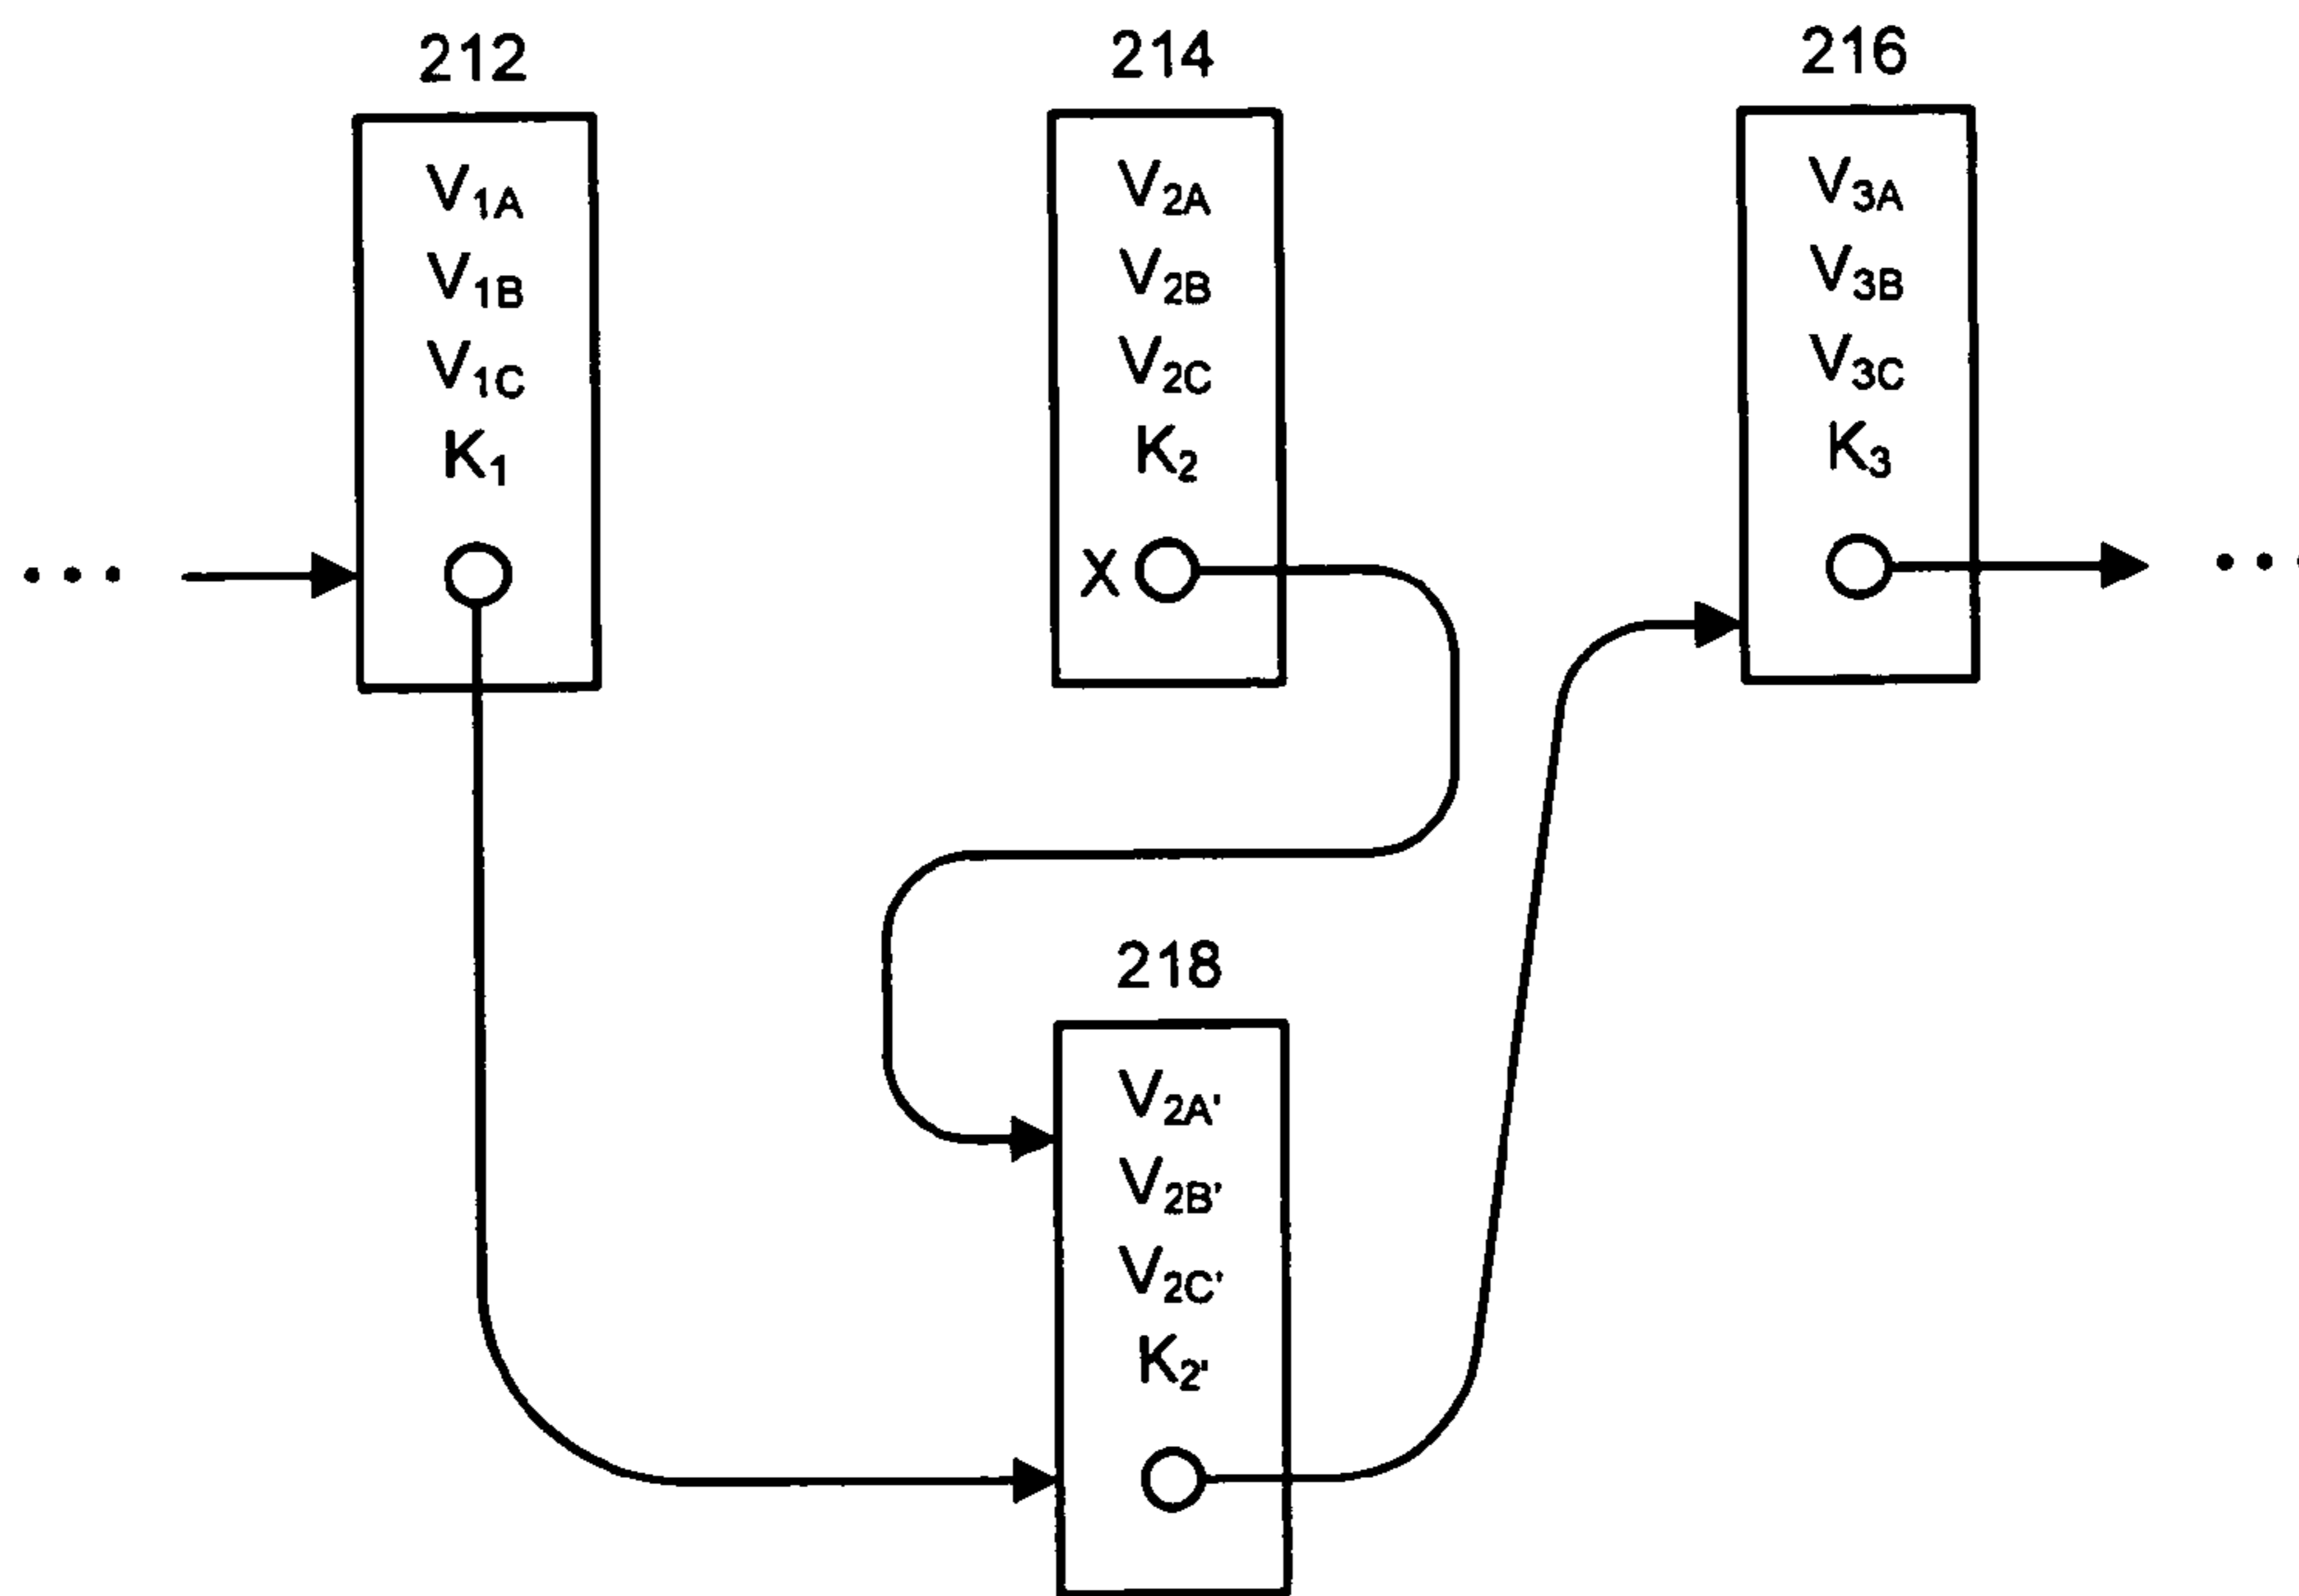 212
V1A
V1B
V1C
K1
214
V2A
V2B
V2C
K2
X
216
V3A
V3B
V3C
K3
218
V2A'
V2B'
V2C'
K2'